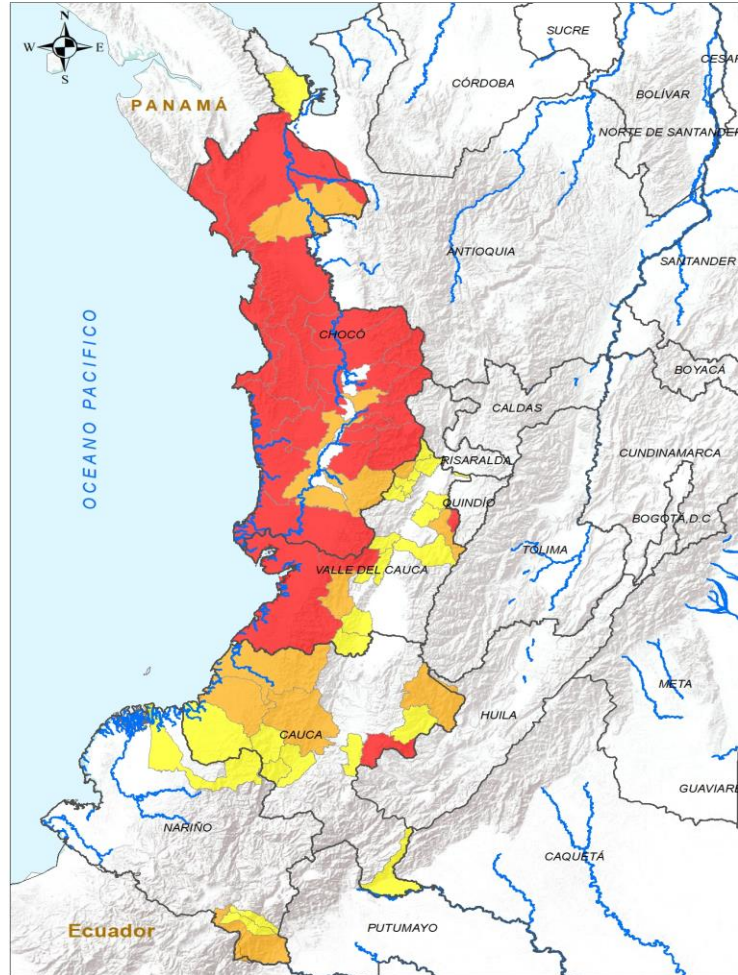 N
W E
S
SUCRE
CESAR
CÓRDOBA
BOLÍVAR
PANAMÁ
NORTE DE SANTANDER
ANTIOQUIA
SANTANDER
OCEANO PACIFICO
CHOCÓ
BOYACÁ
CALDAS
CUNDINAMARCA
RISARALDA
QUINDÍO
BOGOTÁ, D.C
TOLIMA
VALLE DEL CAUCA
META
HUILA
CAUCA
GUAVIARE
NARIÑO
CAQUETÁ
PUTUMAYO
Ecuador